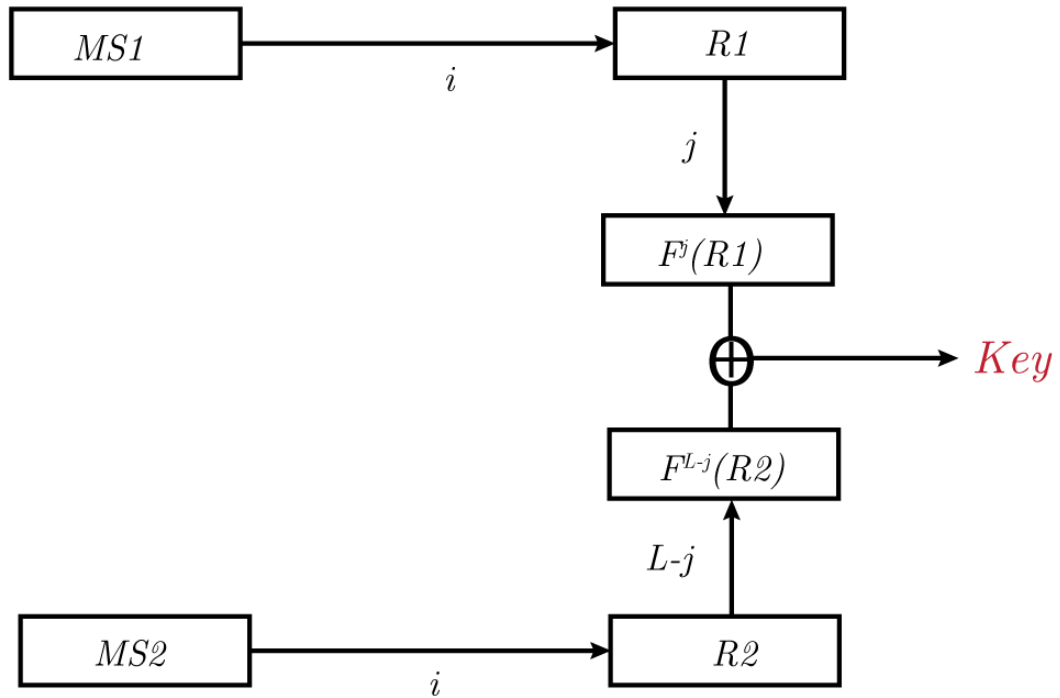 MS1
R1
i
j
F^j(R1)
Key
F^{L-j}(R2)
L-j
MS2
R2
i